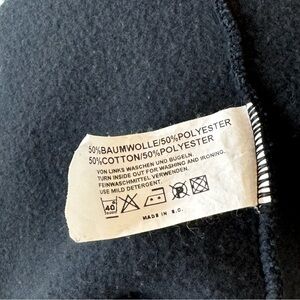 50%BAUMWOLLE/50%POLYESTER
50%COTTON/50%POLYESTER
VON LINKS WASCHEN UND BÜGELN.
TURN INSIDE OUT FOR WASHING AND IRONING.
FEINWASCHMITTEL VERWENDEN.
USE MILD DETERGENT.
40
MADE IN E.C.